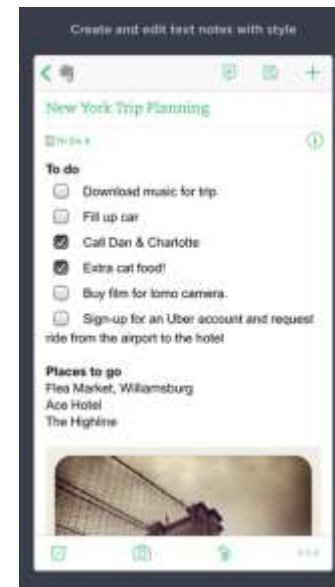 Create and edit text notes with style
New York Trip Planning
To do
Download music for trip
Fill up car
Call Dan & Charlotte
Extra cat food!
Buy film for lomo camera.
Sign-up for an Uber account and request
ride from the airport to the hotel
Places to go
Flea Market, Williamsburg
Ace Hotel
The Highline